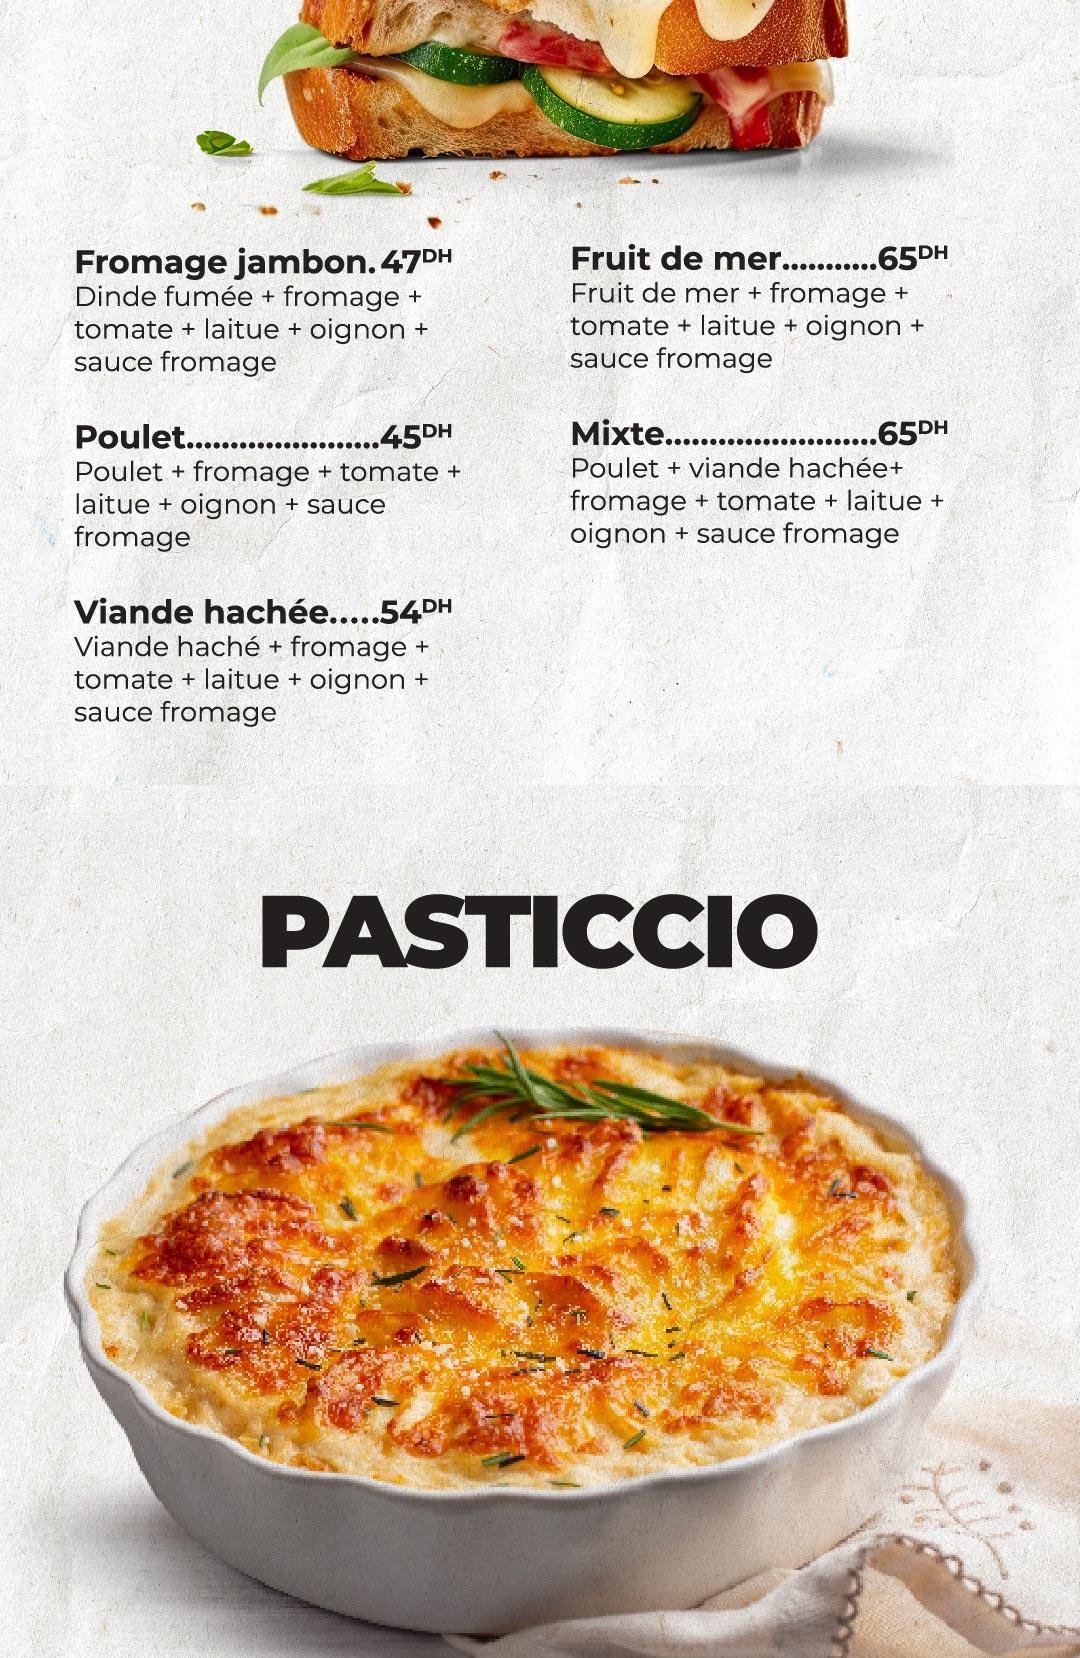 Fromage jambon.47DH
Dinde fumée + fromage +
tomate + laitue + oignon +
sauce fromage
Poulet......................45DH
Poulet + fromage + tomate +
laitue + oignon + sauce
fromage
Viande hachée.....54DH
Viande haché + fromage +
tomate + laitue + oignon +
sauce fromage
Fruit de mer...........65DH
Fruit de mer + fromage +
tomate + laitue + oignon +
sauce fromage
Mixte........................65DH
Poulet + viande hachée+
fromage + tomate + laitue +
oignon + sauce fromage
PASTICCIO